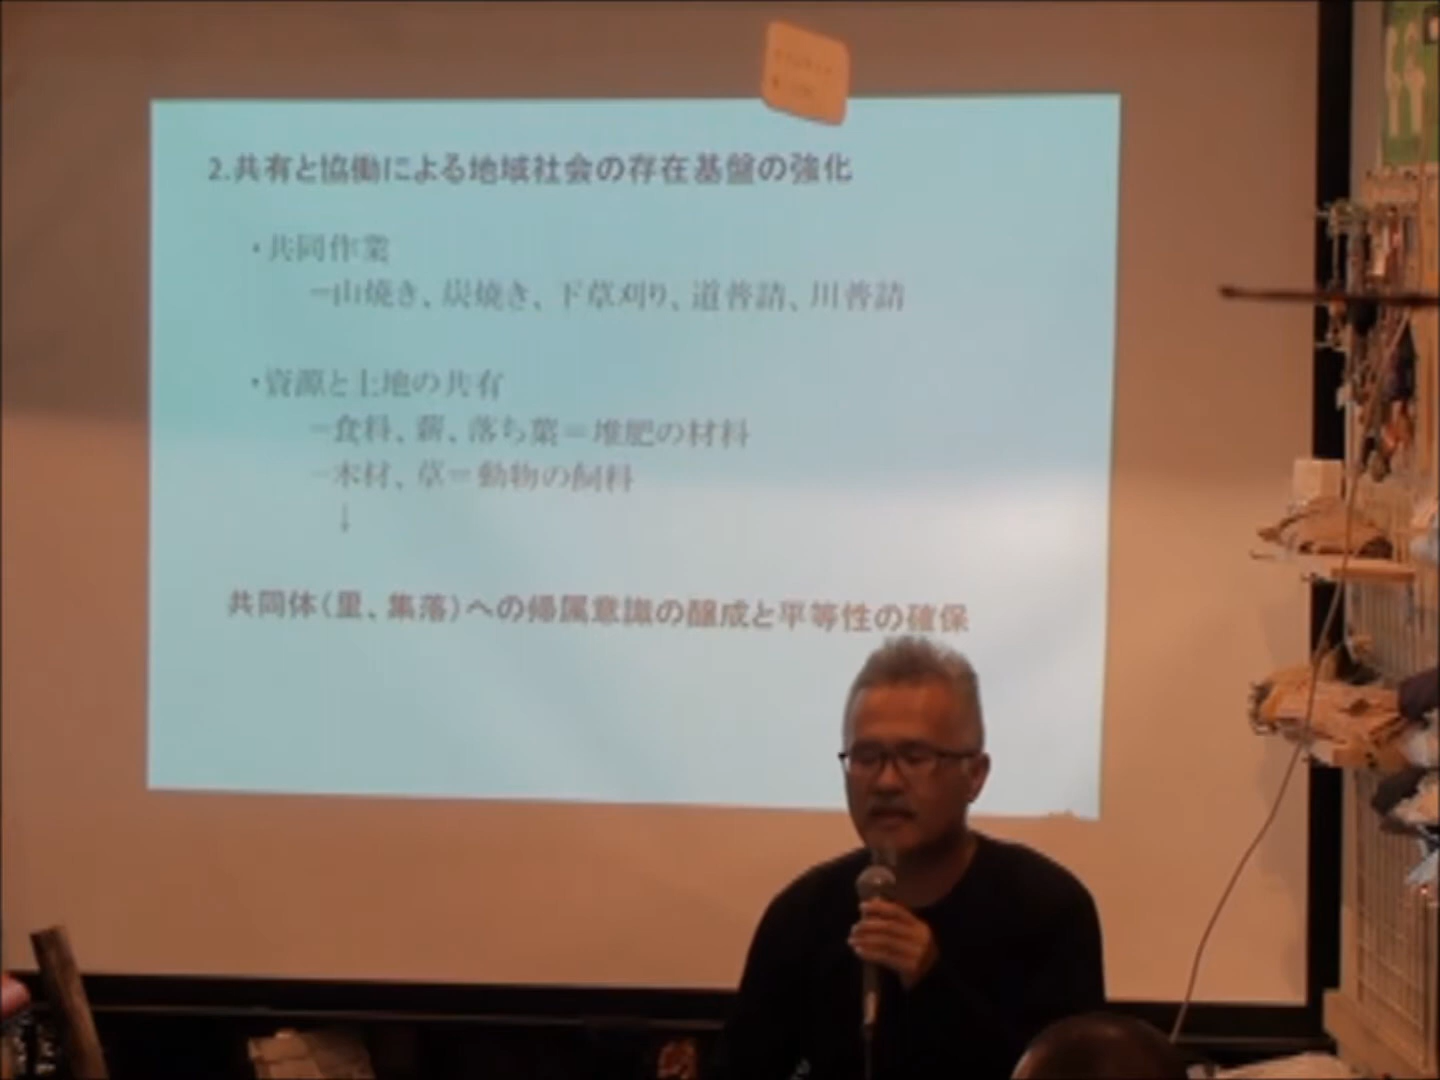 2.共有と協働による地域社会の存在基盤の強化
・共同作業
－山焼き、炭焼き、下草刈り、道普請、川普請
・資源と土地の共有
－食料、薪、落ち葉＝堆肥の材料
－木材、草＝動物の飼料
↓
共同体（里、集落）への帰属意識の醸成と平等性の確保